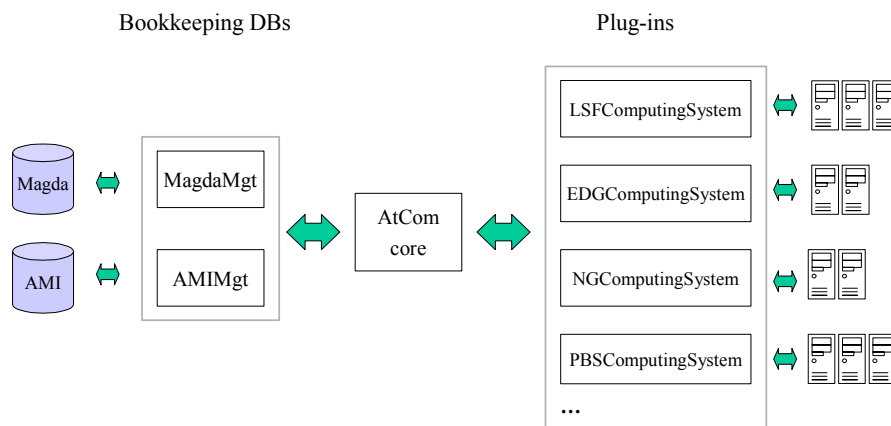 Bookkeeping DBs
Plug-ins
Magda
AMI
MagdaMgt
AMIMgt
AtCom
core
LSFComputingSystem
EDGComputingSystem
NGComputingSystem
PBSComputingSystem
...